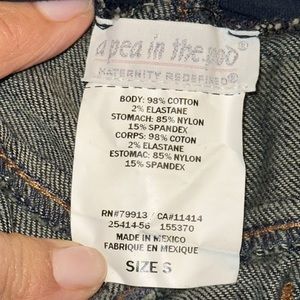 a pea in the pod®
MATERNITY REDEFINED®
BODY: 98% COTTON
2% ELASTANE
STOMACH: 85% NYLON
15% SPANDEX
CORPS: 98% COTTON
2% ELASTANE
ESTOMAC: 85% NYLON
15% SPANDEX
RN#79913 / CA#11414
25414-56 155370
MADE IN MEXICO
FABRIQUE EN MEXIQUE
SIZE S